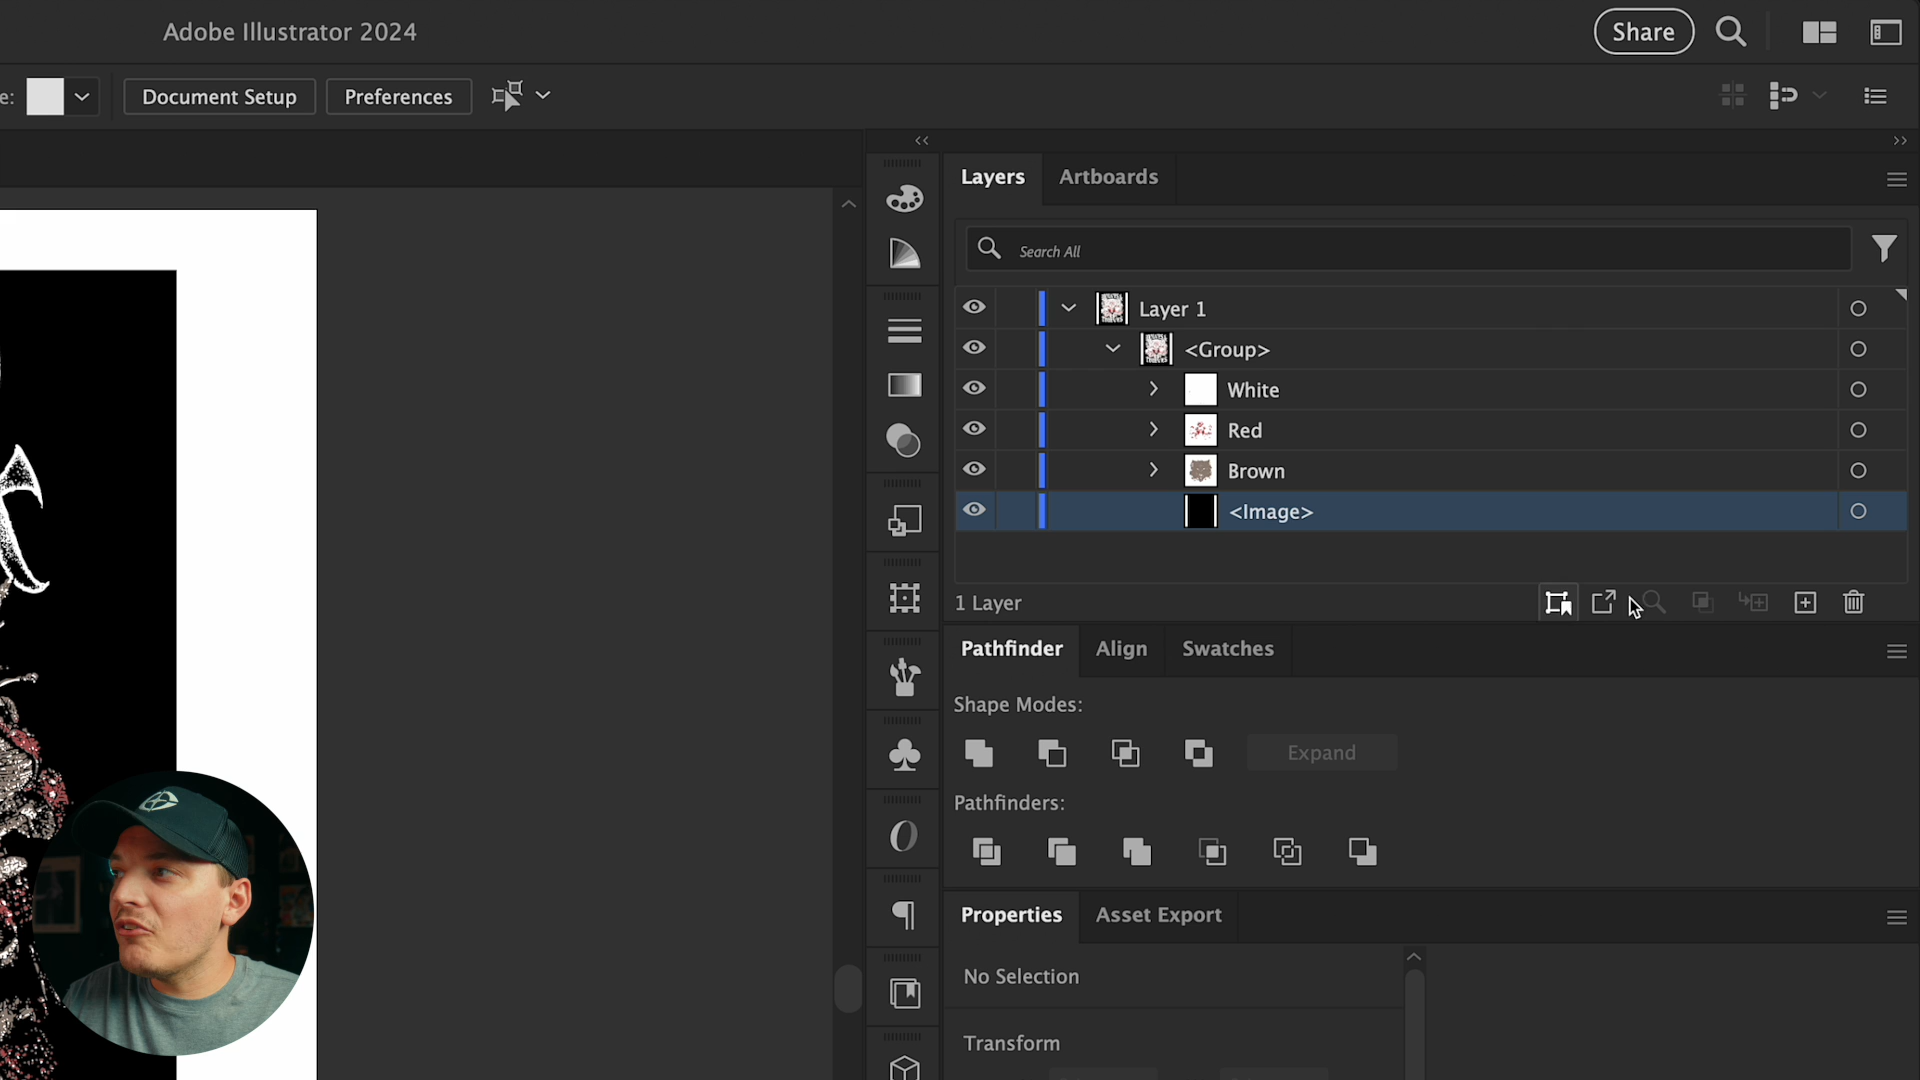 Adobe Illustrator 2024
Share
e:
Document Setup
Preferences
Layers
Artboards
Search All
Layer 1
<Group>
White
Red
Brown
<Image>
1 Layer
Pathfinder
Align
Swatches
Shape Modes:
Expand
Pathfinders:
Properties
Asset Export
No Selection
Transform